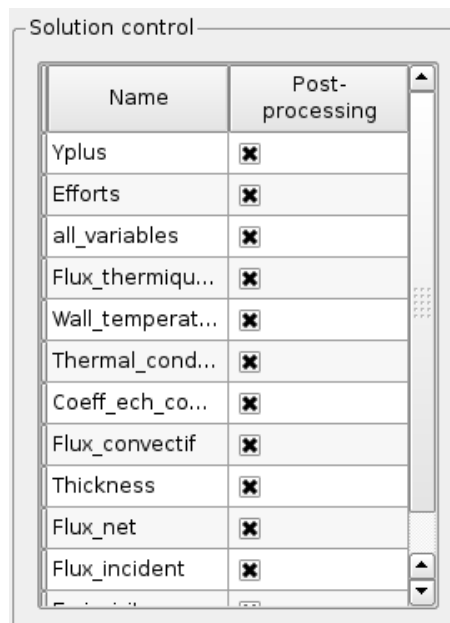 Solution control
Name
Post-
processing
Yplus
Efforts
all_variables
Flux_thermiqu...
Wall_temperat...
Thermal_cond...
Coeff_ech_co...
Flux_convectif
Thickness
Flux_net
Flux_incident